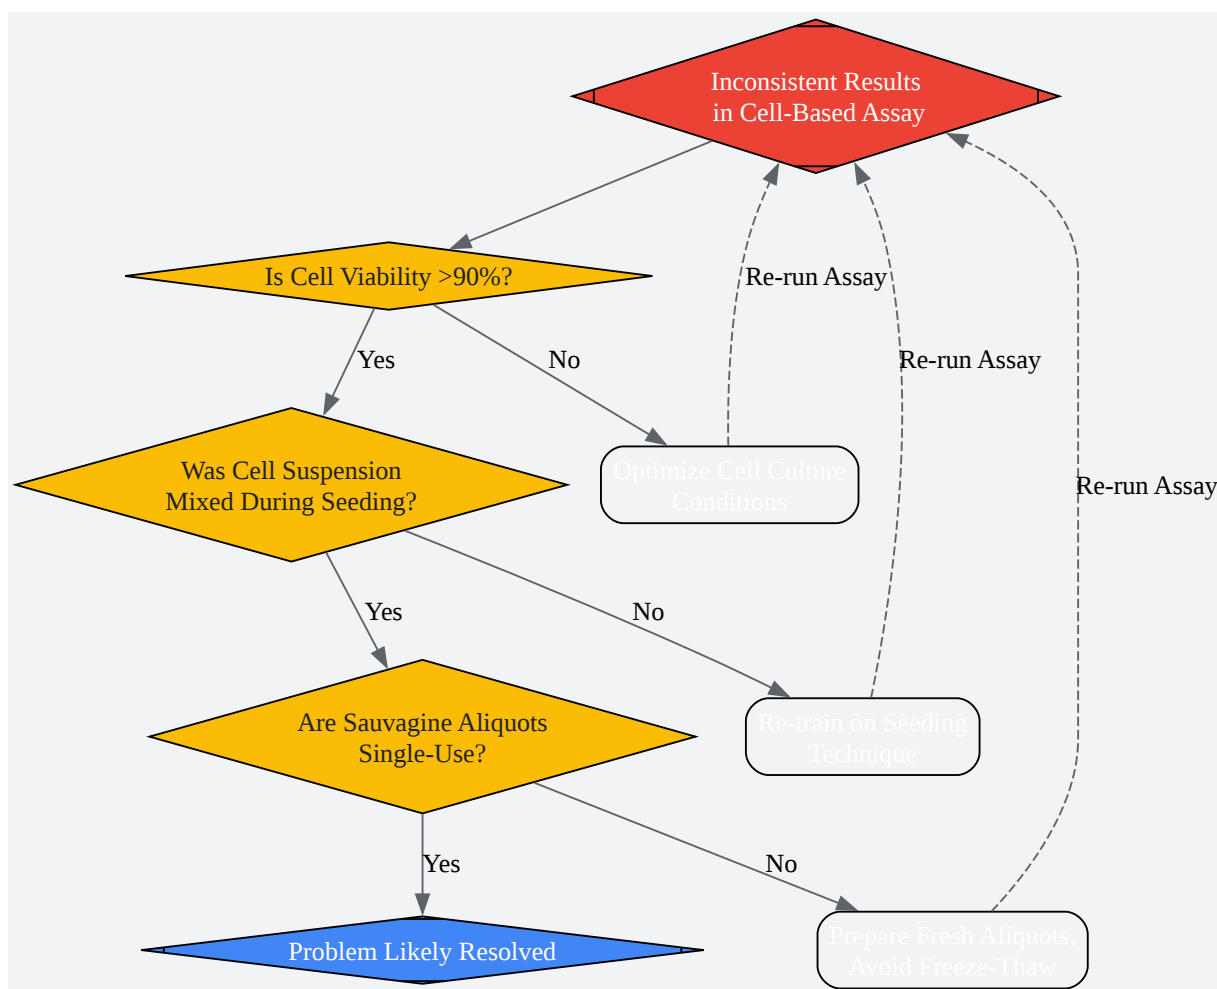 Inconsistent Results
in Cell-Based Assay
Is Cell Viability >90%?
Re-run Assay
Yes
No
Re-run Assay
Was Cell Suspension
Mixed During Seeding?
Optimize Cell Culture
Conditions
Re-run Assay
Yes
No
Are Sauvagine Aliquots
Single-Use?
Re-train on Seeding
Technique
Yes
No
Problem Likely Resolved
Prepare Fresh Aliquots,
Avoid Freeze-Thaw